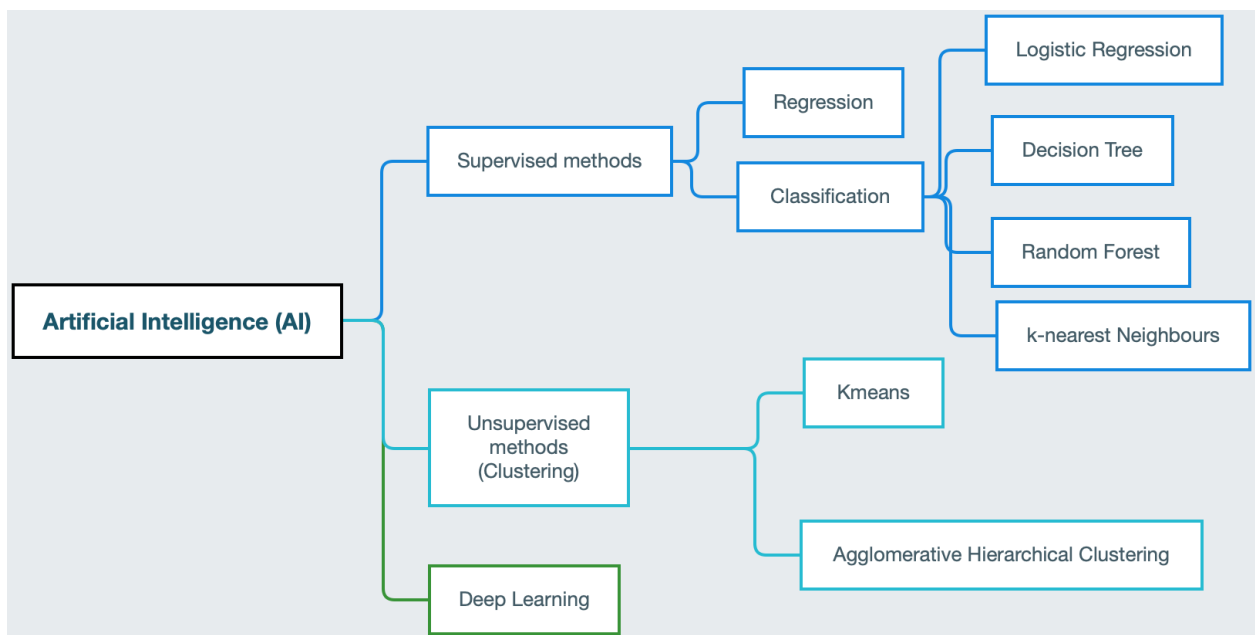 Artificial Intelligence (AI)
Supervised methods
Regression
Classification
Logistic Regression
Decision Tree
Random Forest
k-nearest Neighbours
Unsupervised
methods
(Clustering)
Kmeans
Agglomerative Hierarchical Clustering
Deep Learning